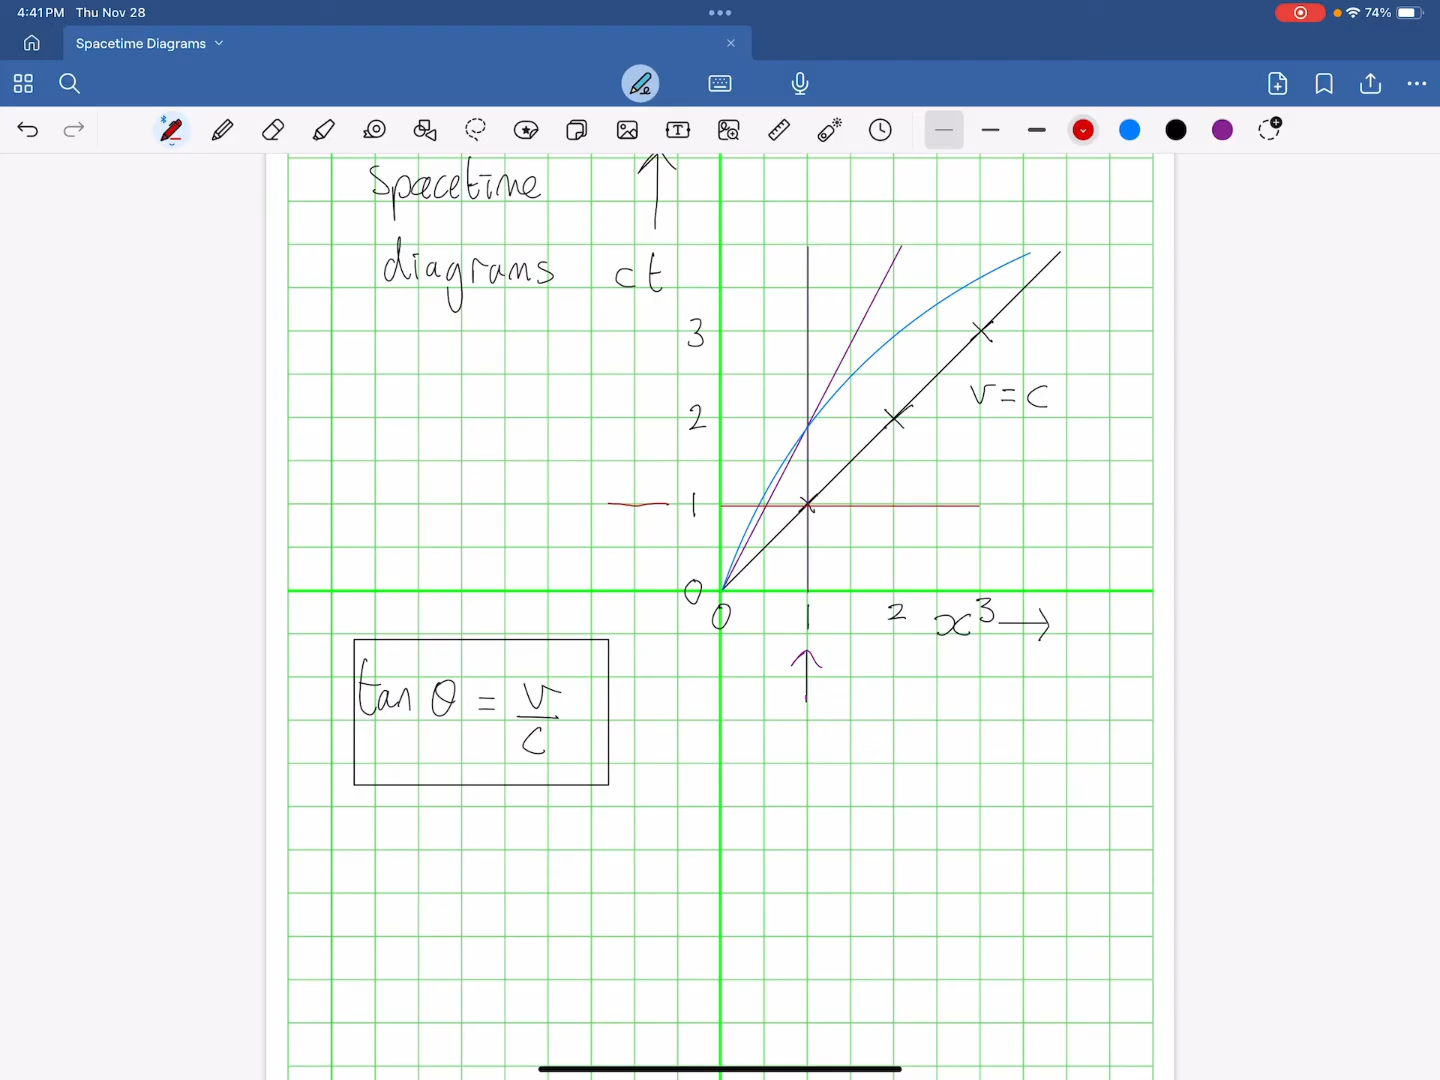 4:41 PM Thu Nov 28
74%
Spacetime Diagrams
Spacetime
diagrams
ct
3
2
1
0
v = c
0 1 2 3
x
tan θ = v/c